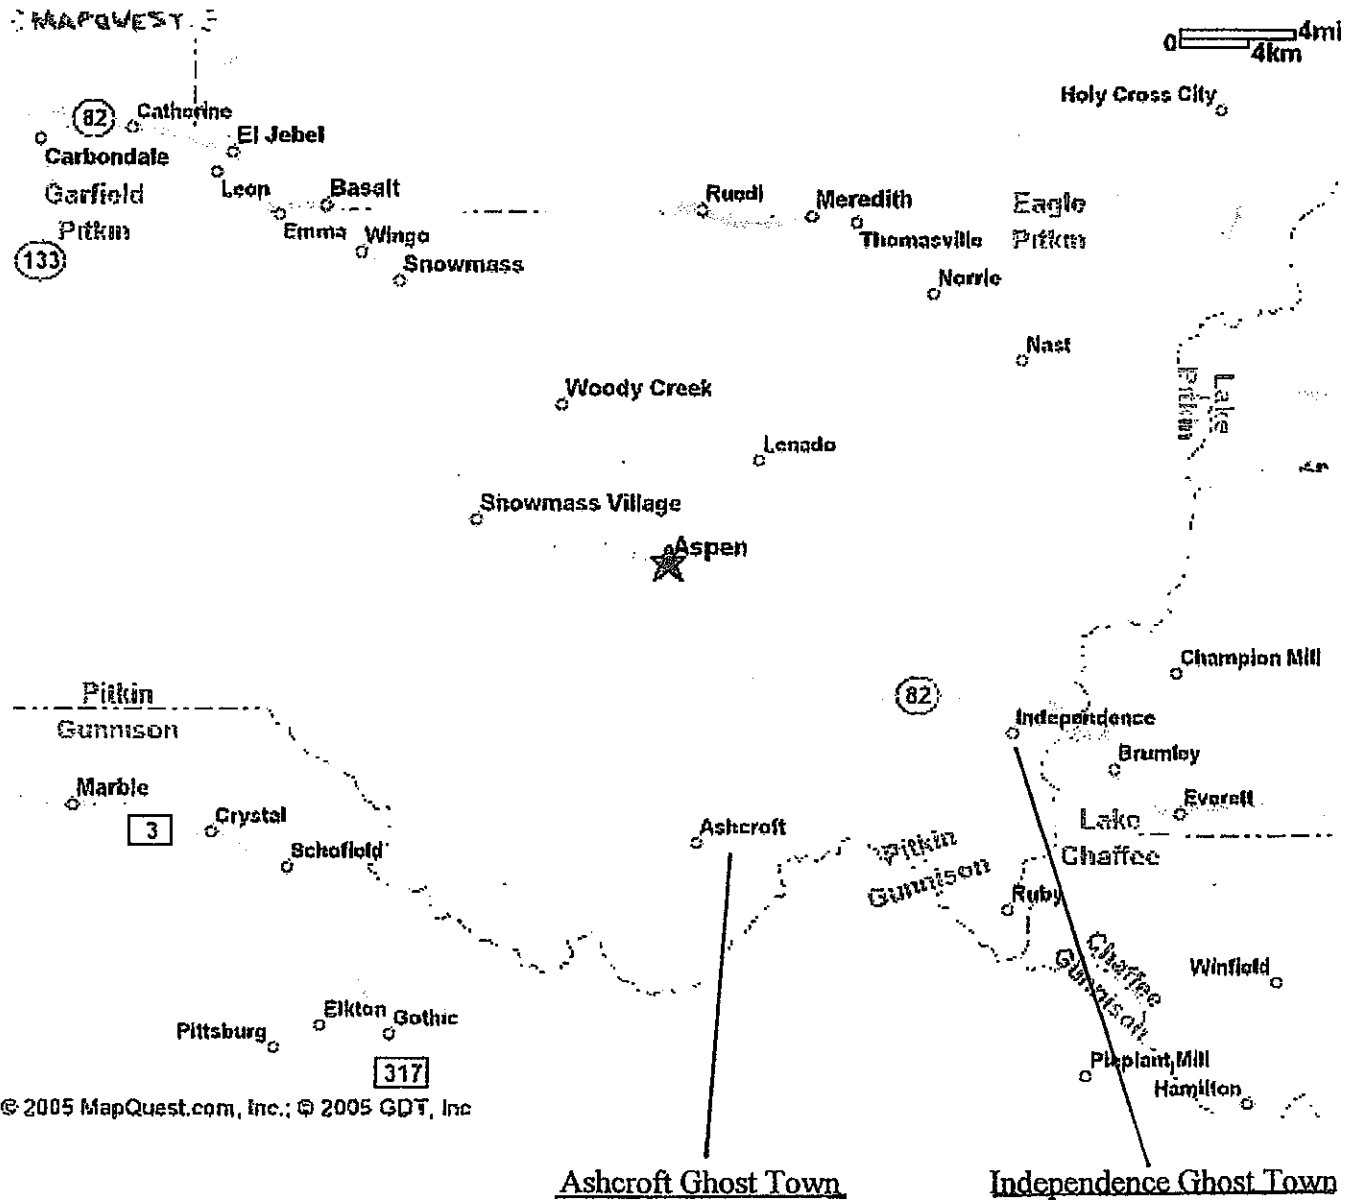 MAPQUEST
0 4mi
4km
Holy Cross City
82
Catherine
El Jebel
Carbondale
Leon
Basalt
Garfield
Pitkin
Emma
Wingo
Snowmass
133
Ruedi
Meredith
Thomasville
Eagle
Pitkin
Norrie
Nast
Lake
Pitkin
Woody Creek
Lenado
Snowmass Village
Aspen
Champion Mill
Pitkin
Gunnison
82
Independence
Brumley
Marble
Everett
3
Crystal
Ashcroft
Lake
Chaffee
Schofield
Pitkin
Gunnison
Ruby
Chaffee
Gunnison
Winfield
Elkton
Gothic
Pittsburg
317
Pieplant Mill
Hamilton
© 2005 MapQuest.com, Inc.; © 2005 GDT, Inc
Ashcroft Ghost Town
Independence Ghost Town